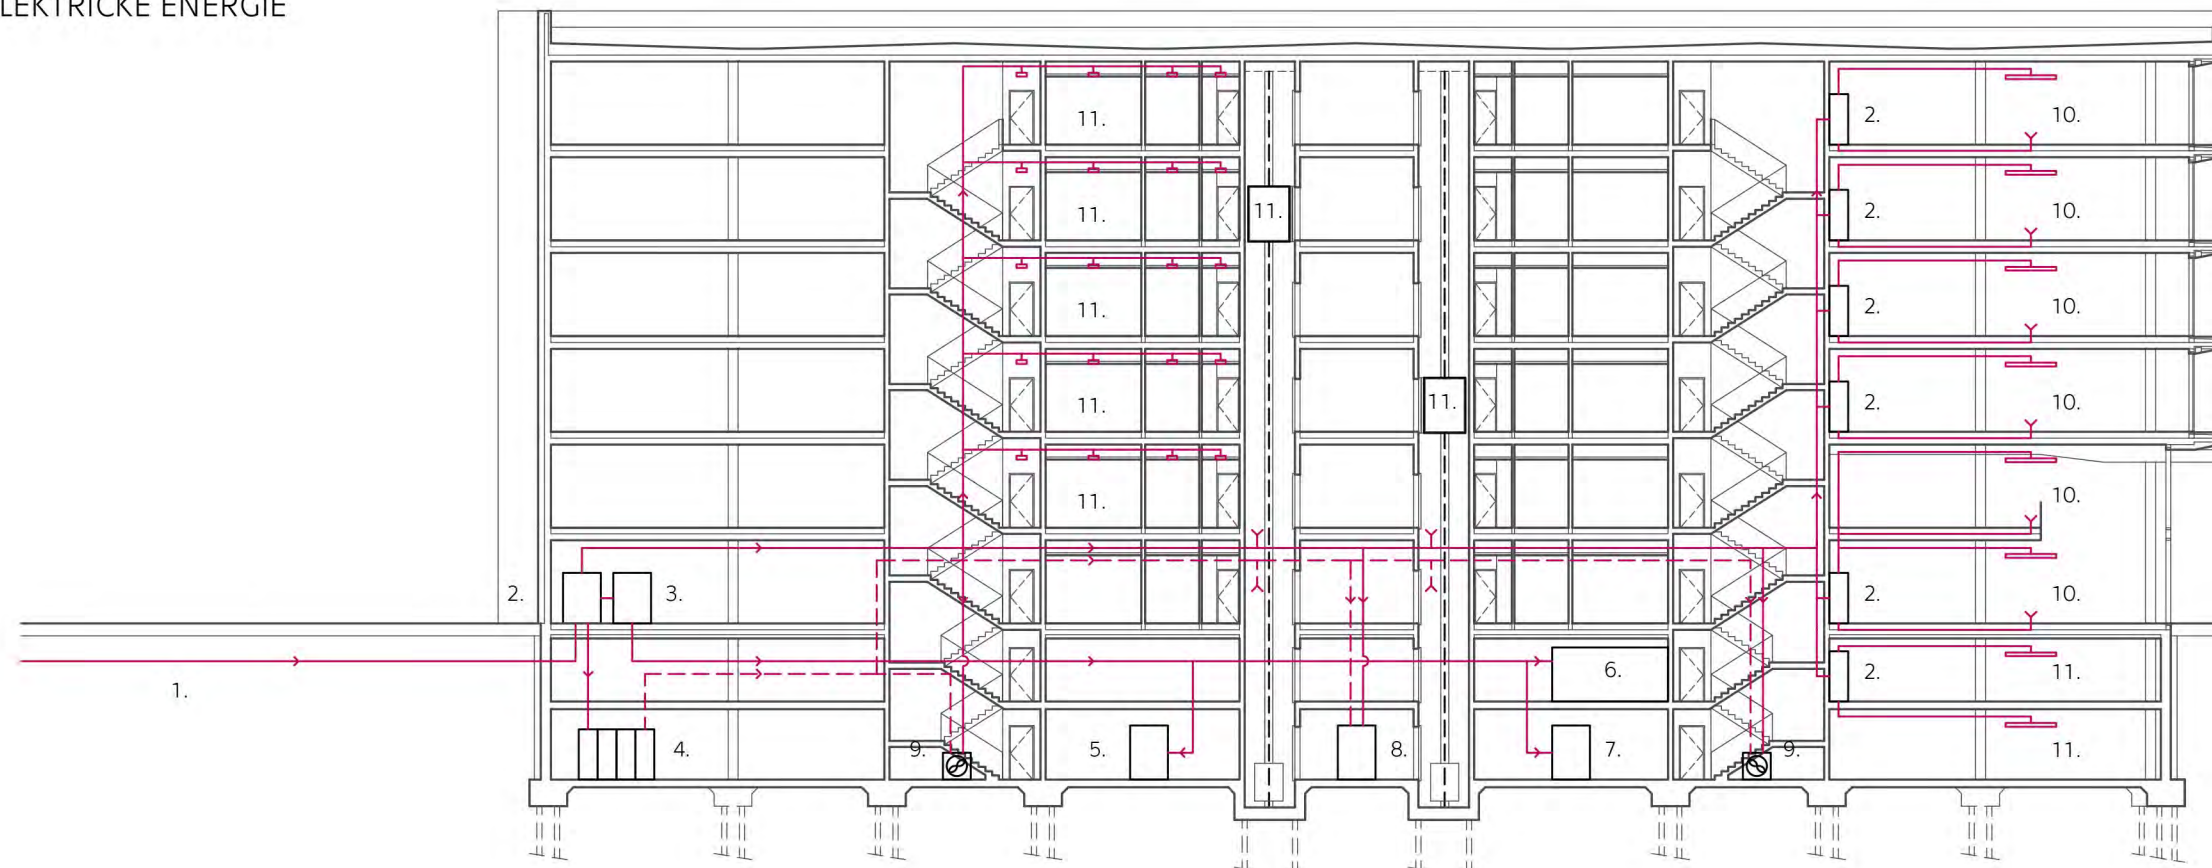 LEKTRICKÉ ENERGIE
11. 2. 10.
11. 11. 2. 10.
11. 2. 10.
11. 11. 2. 10.
11. 10.
2. 3. 2. 10.
1. 6. 2. 11.
4. 9. 5. 8. 7. 9. 11.